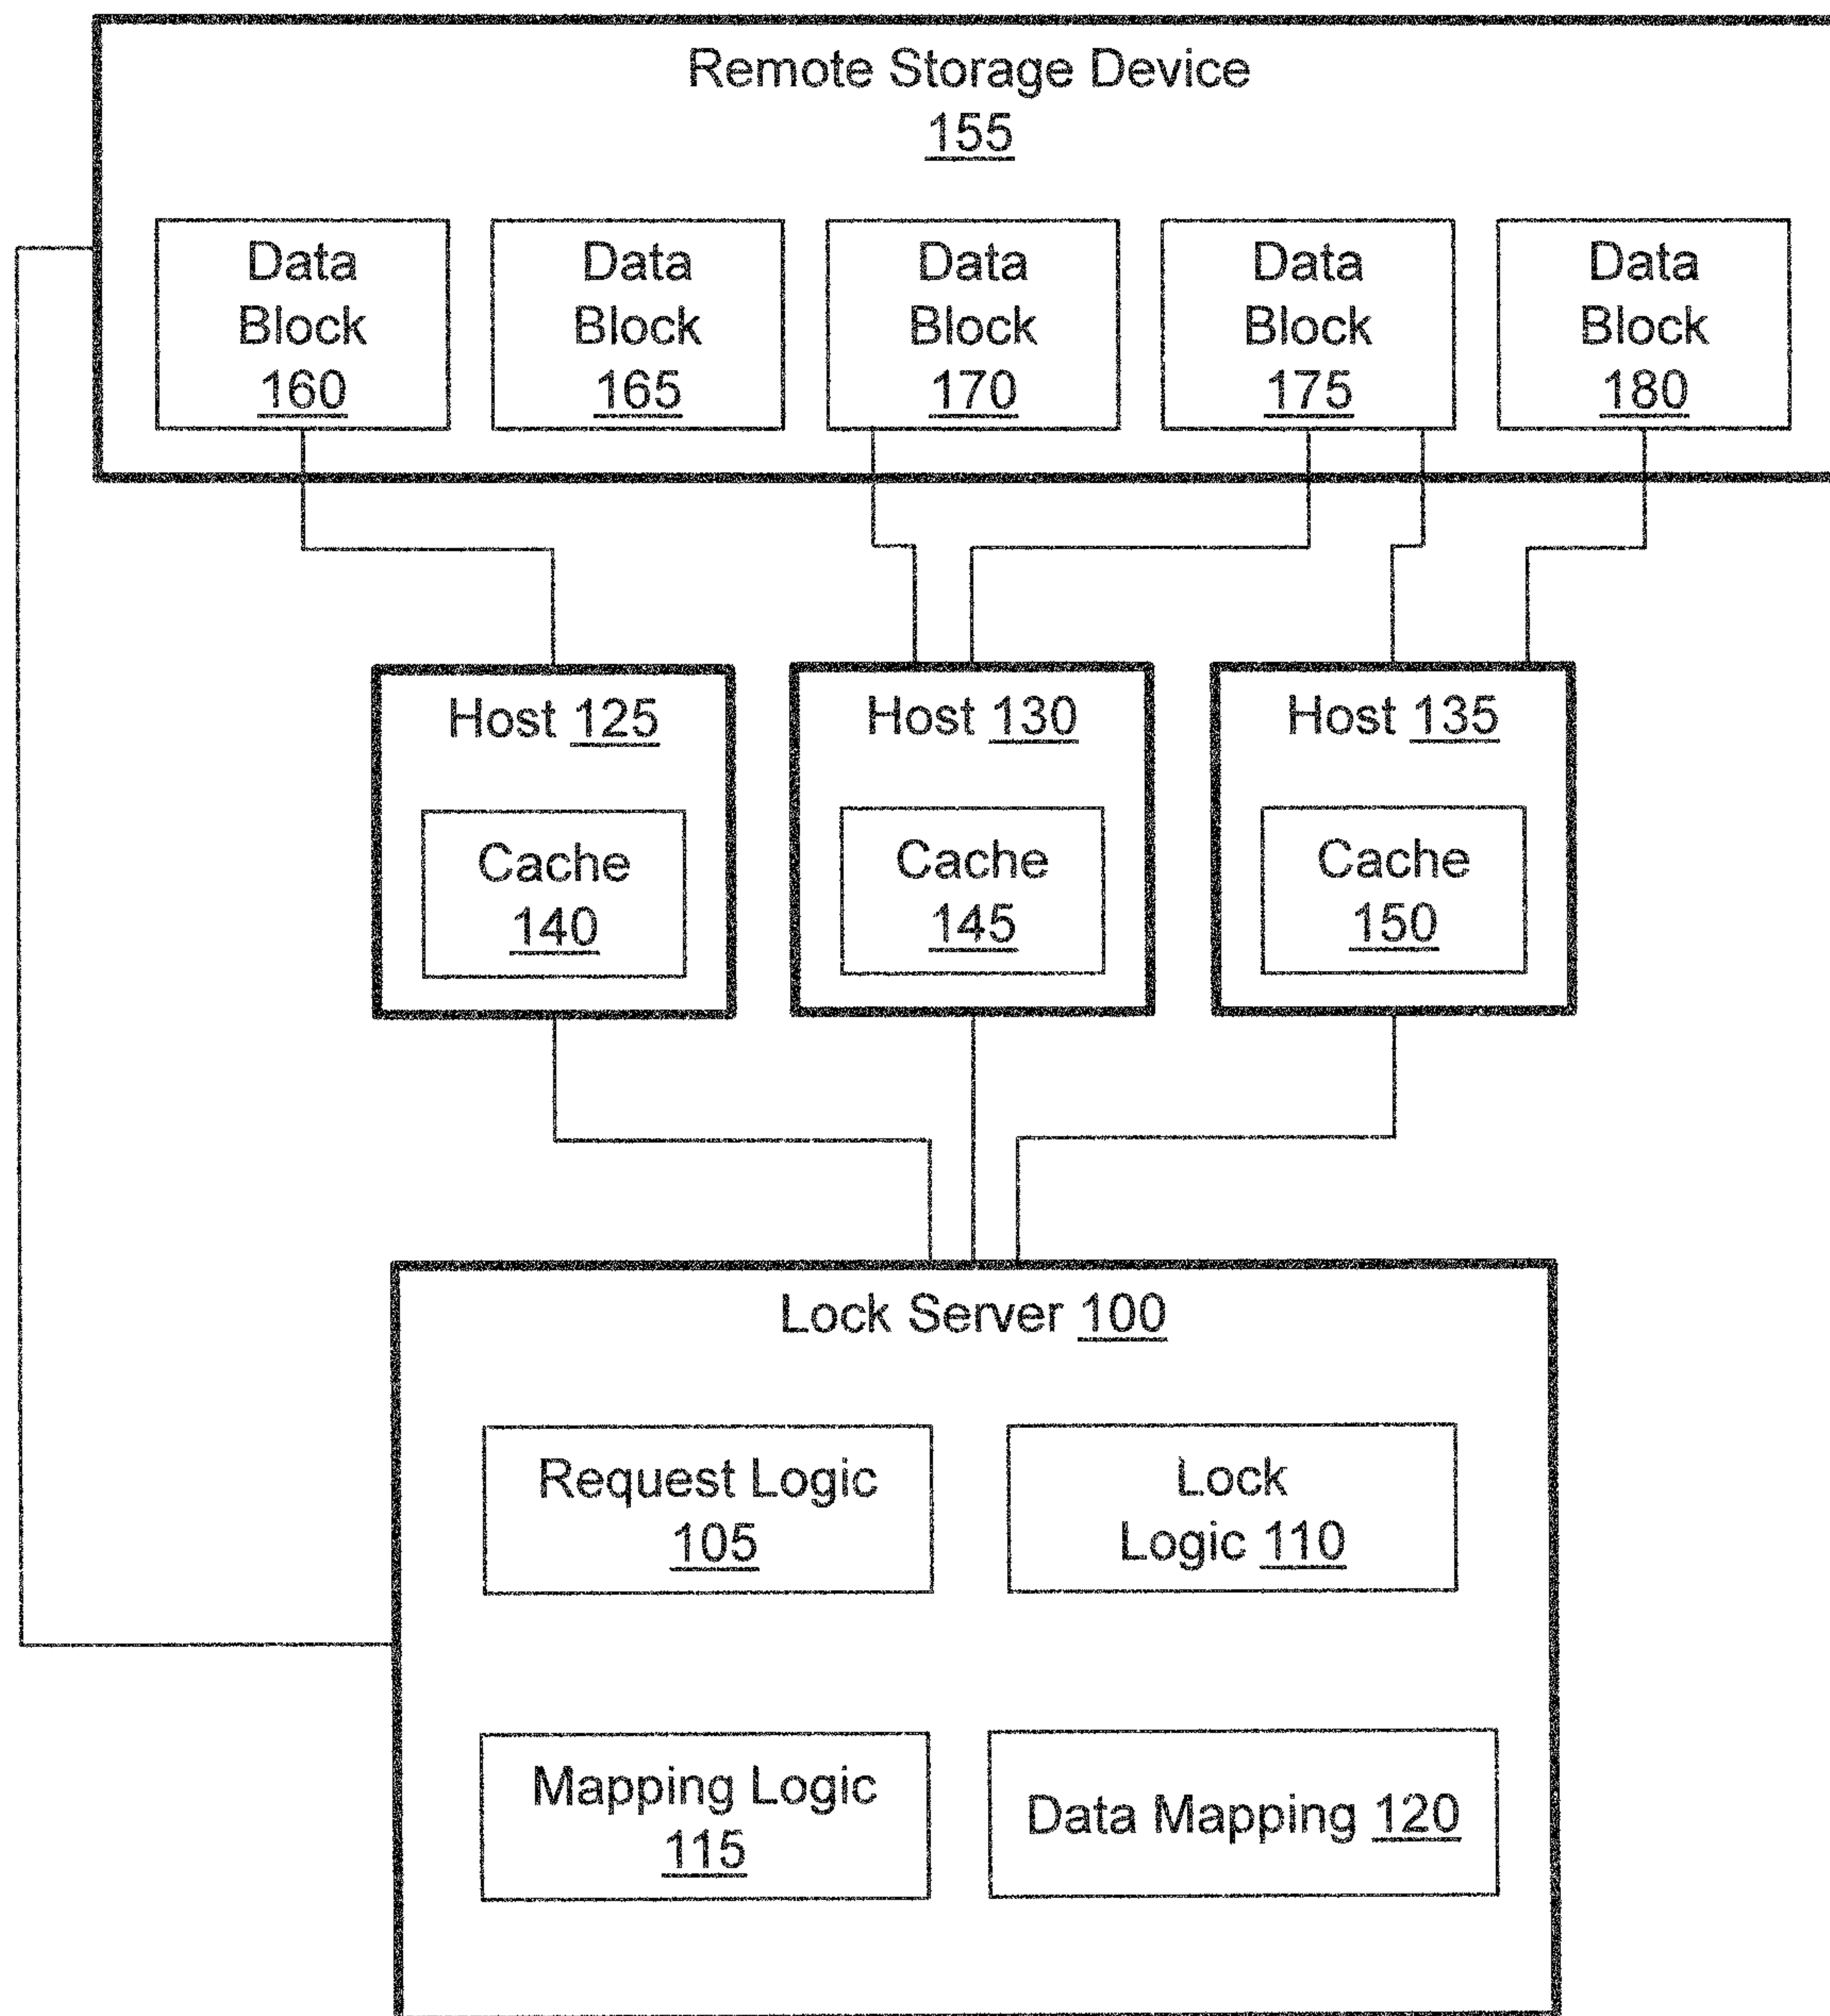 Remote Storage Device
155
Data
Block
160
Data
Block
165
Data
Block
170
Data
Block
175
Data
Block
180
Host 125
Cache
140
Host 130
Cache
145
Host 135
Cache
150
Lock Server 100
Request Logic
105
Lock
Logic 110
Mapping Logic
115
Data Mapping 120